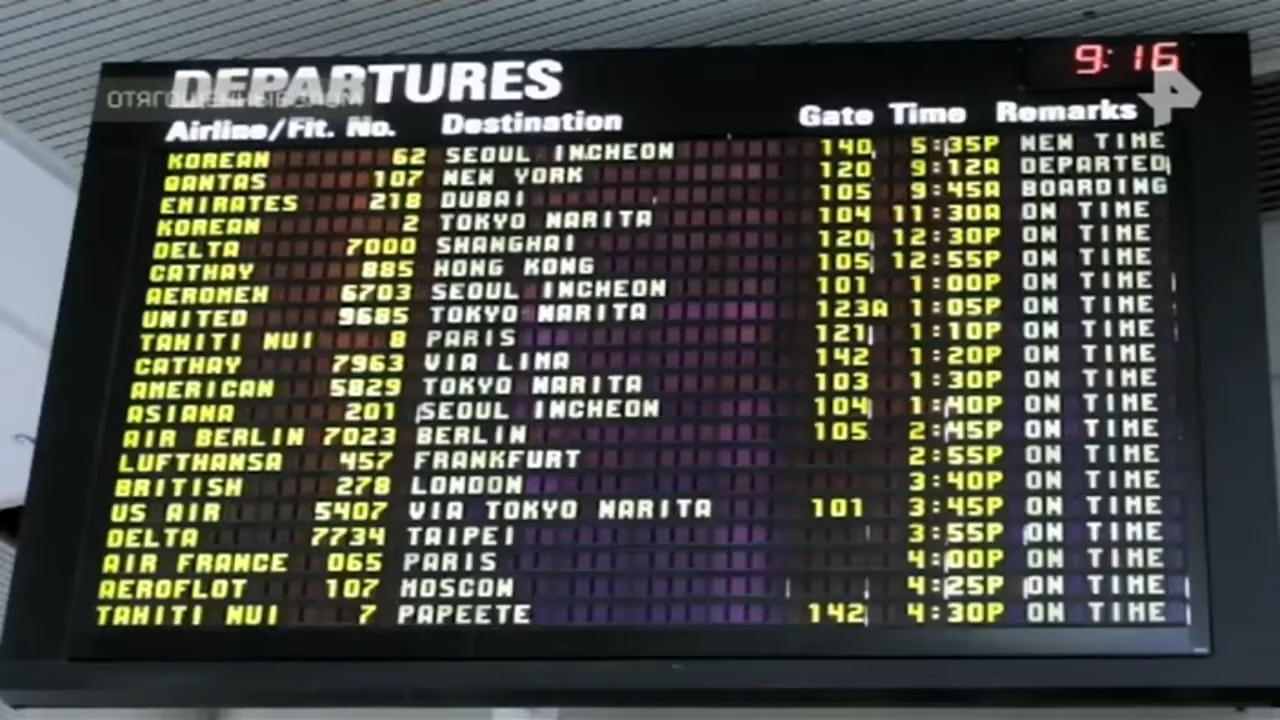 9:16
DEPARTURES
ОТЯГОЩЕННЫЕ ЗЛОМ
Airline/Flt. No. Destination Gate Time Remarks
KOREAN 62 SEOUL INCHEON 140 5:35P NEW TIME
QANTAS 107 NEW YORK 120 9:12A DEPARTED
EMIRATES 218 DUBAI 105 9:45A BOARDING
KOREAN 2 TOKYO NARITA 104 11:30A ON TIME
DELTA 7000 SHANGHAI 120 12:30P ON TIME
CATHAY 885 HONG KONG 105 12:55P ON TIME
AEROMEX 6703 SEOUL INCHEON 101 1:00P ON TIME
UNITED 9685 TOKYO NARITA 123A 1:05P ON TIME
TAHITI NUI 8 PARIS 121 1:10P ON TIME
CATHAY 7963 VIA LIMA 142 1:20P ON TIME
AMERICAN 5829 TOKYO NARITA 103 1:30P ON TIME
ASIANA 201 SEOUL INCHEON 104 1:40P ON TIME
AIR BERLIN 7023 BERLIN 105 2:45P ON TIME
LUFTHANSA 457 FRANKFURT 2:55P ON TIME
BRITISH 278 LONDON 3:40P ON TIME
US AIR 5407 VIA TOKYO NARITA 101 3:45P ON TIME
DELTA 7734 TAIPEI 3:55P ON TIME
AIR FRANCE 065 PARIS 4:00P ON TIME
AEROFLOT 107 MOSCOW 4:25P ON TIME
TAHITI NUI 7 PAPEETE 142 4:30P ON TIME